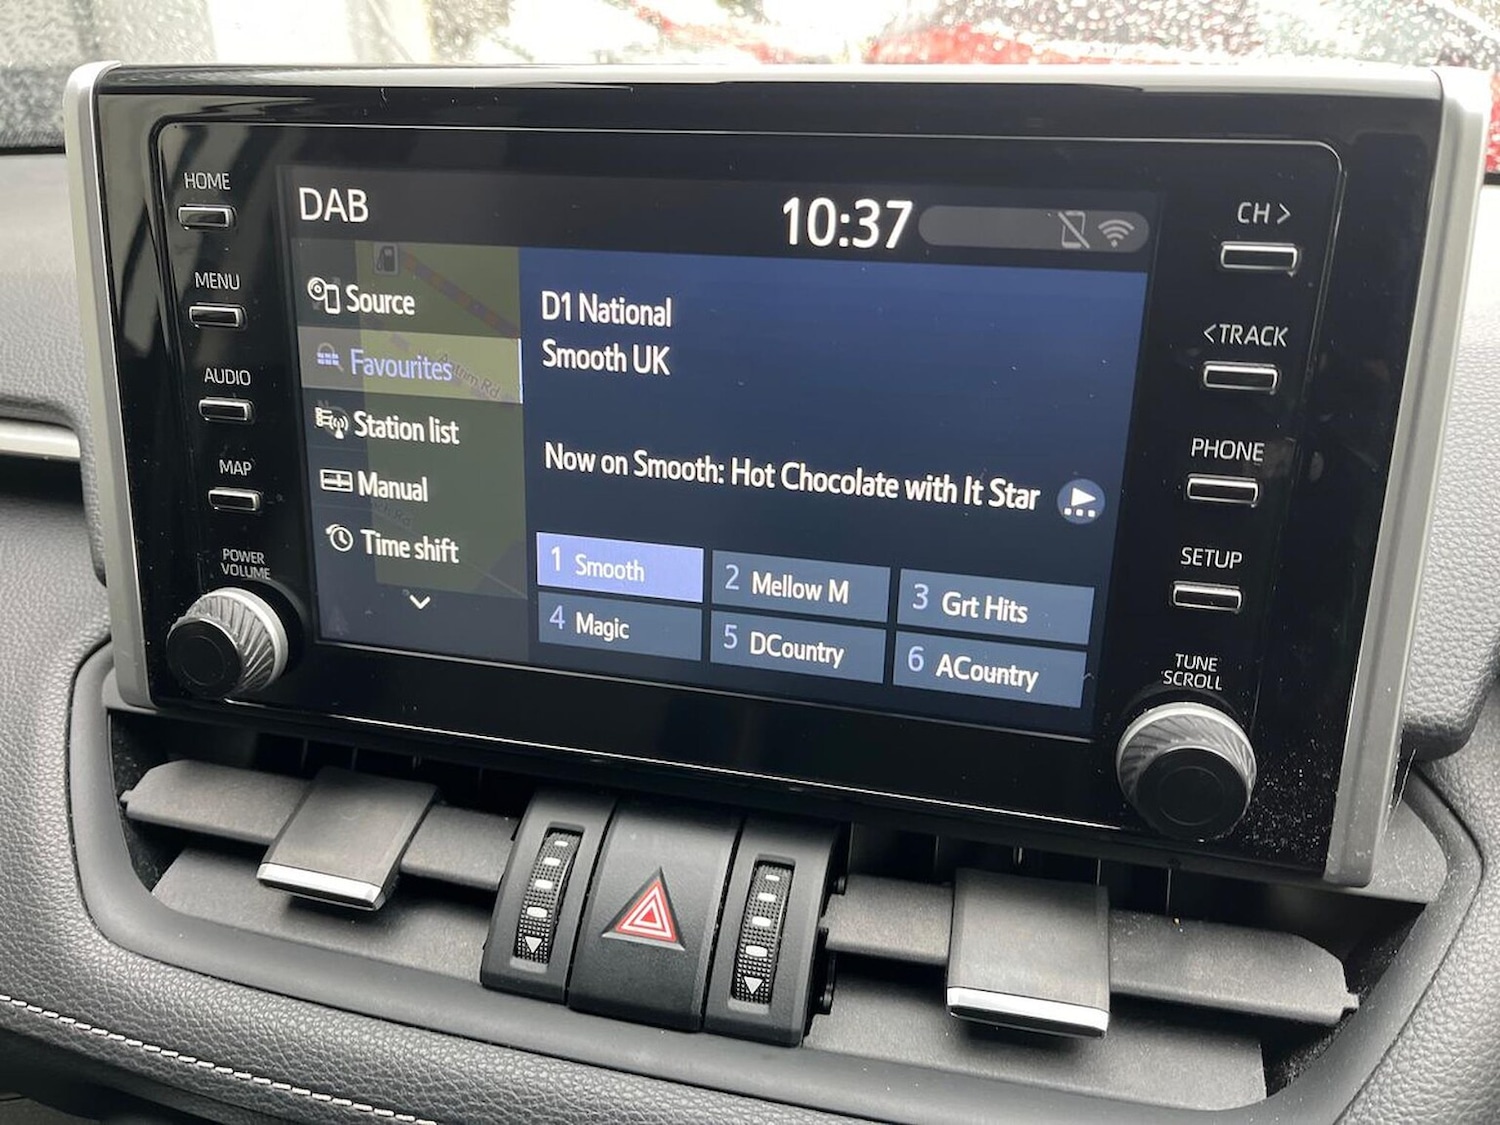 HOME
MENU
AUDIO
MAP
POWER
VOLUME
DAB
10:37
Source
Favourites
Station list
Manual
Time shift
D1 National
Smooth UK
Now on Smooth: Hot Chocolate with It Star
1 Smooth
2 Mellow M
3 Grt Hits
4 Magic
5 DCountry
6 ACountry
CH >
<TRACK
PHONE
SETUP
TUNE
SCROLL